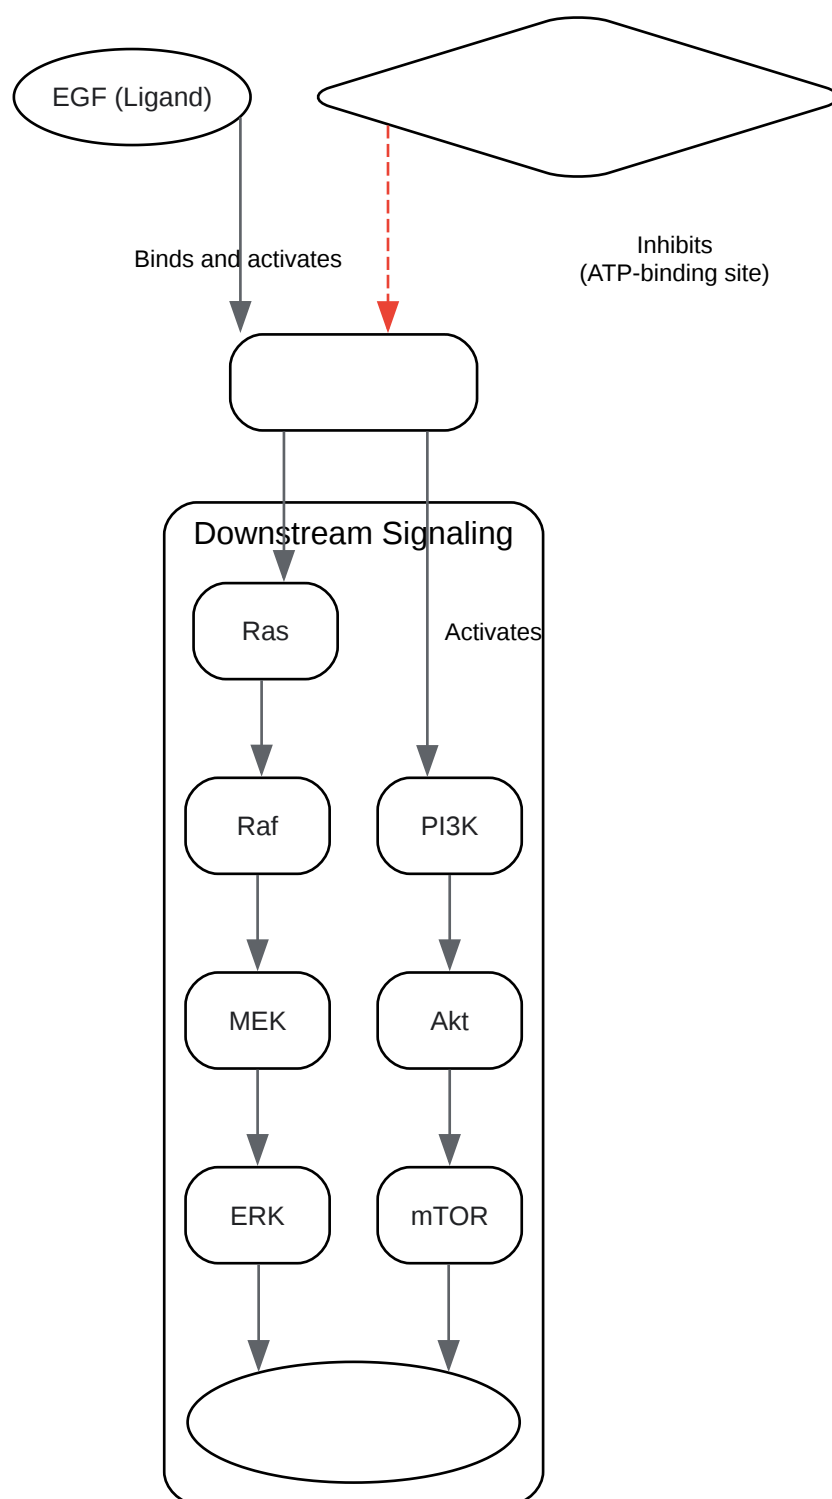 EGF (Ligand)
Binds and activates
Inhibits
(ATP-binding site)
Downstream Signaling
Ras
Activates
Raf
PI3K
MEK
Akt
ERK
mTOR